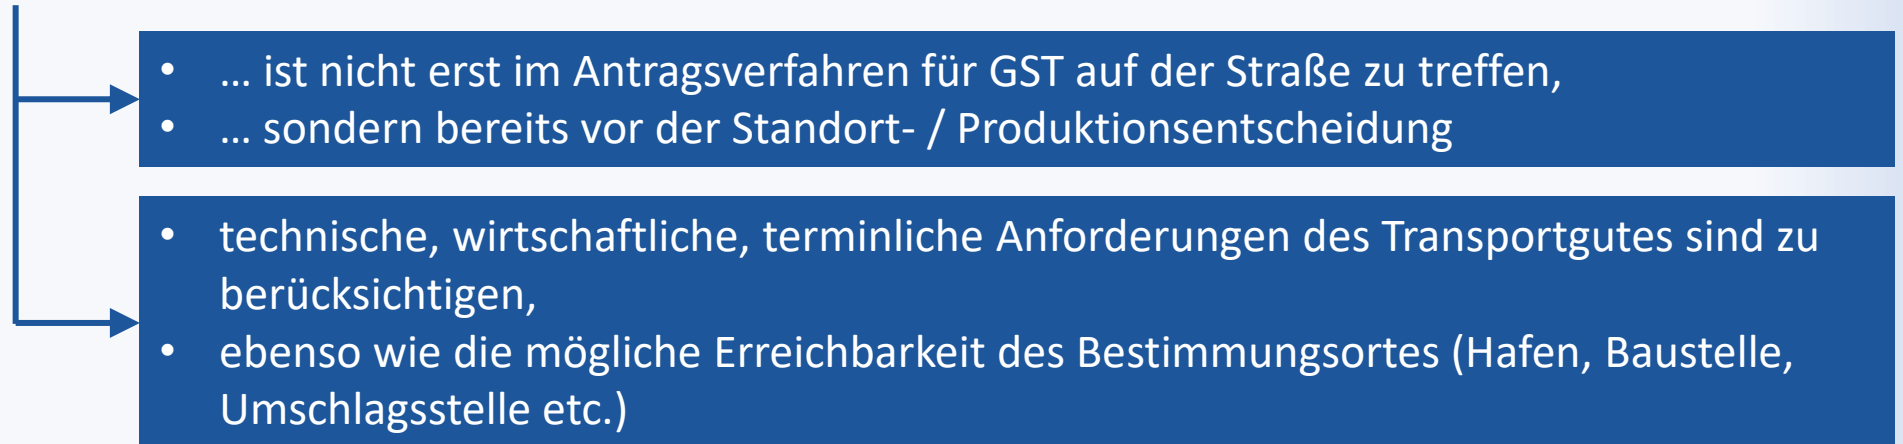 • ... ist nicht erst im Antragsverfahren für GST auf der Straße zu treffen,
• ... sondern bereits vor der Standort- / Produktionsentscheidung
• technische, wirtschaftliche, terminliche Anforderungen des Transportgutes sind zu
berücksichtigen,
• ebenso wie die mögliche Erreichbarkeit des Bestimmungsortes (Hafen, Baustelle,
Umschlagsstelle etc.)